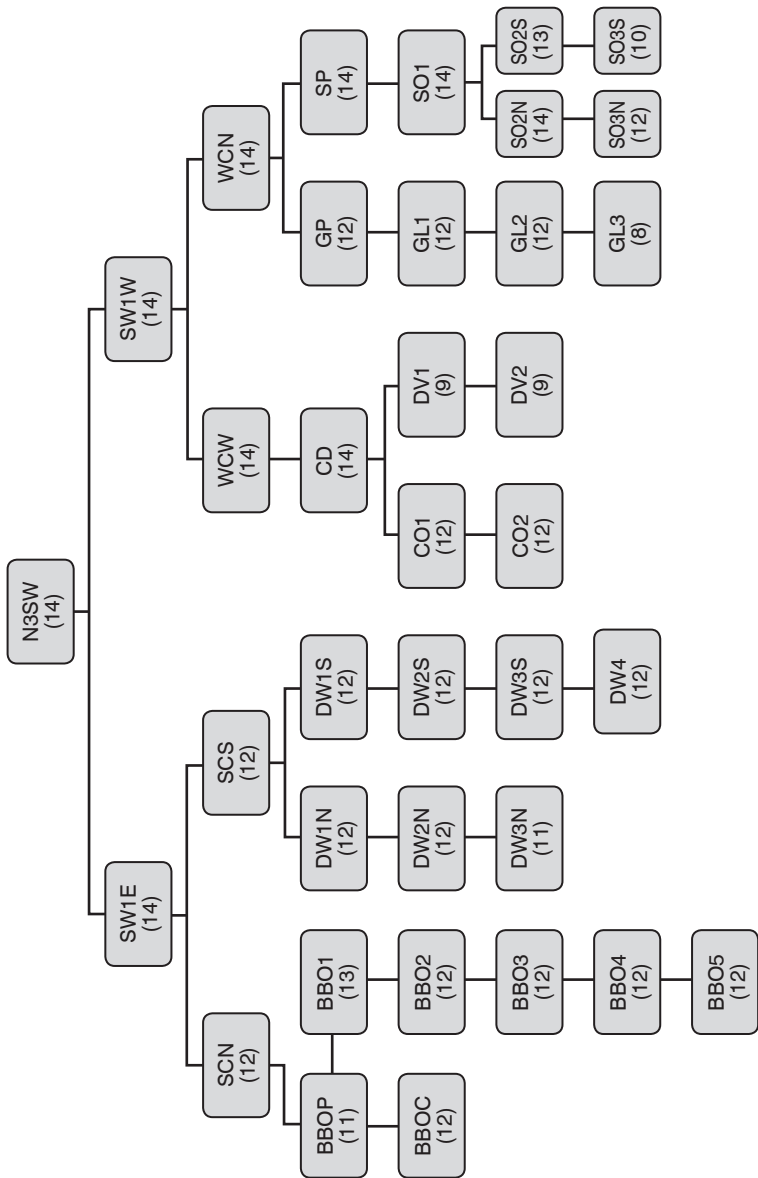 N3SW
(14)
SW1E
(14)
SW1W
(14)
SCN
(12)
SCS
(12)
WCW
(14)
WCN
(14)
BBOP
(11)
BBO1
(13)
DW1N
(12)
DW1S
(12)
CD
(14)
GP
(12)
SP
(14)
BBOC
(12)
BBO2
(12)
DW2N
(12)
DW2S
(12)
CO1
(12)
DV1
(9)
GL1
(12)
SO1
(14)
BBO3
(12)
DW3N
(11)
DW3S
(12)
CO2
(12)
DV2
(9)
GL2
(12)
SO2N
(14)
SO2S
(13)
BBO4
(12)
DW4
(12)
GL3
(8)
SO3N
(12)
SO3S
(10)
BBO5
(12)